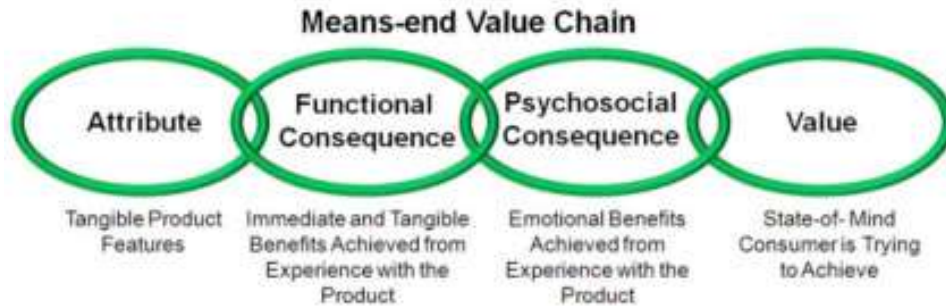 Means-end Value Chain
Attribute
Functional
Consequence
Psychosocial
Consequence
Value
Tangible Product
Features
Immediate and Tangible
Benefits Achieved from
Experience with the
Product
Emotional Benefits
Achieved from
Experience with the
Product
State-of- Mind
Consumer is Trying
to Achieve